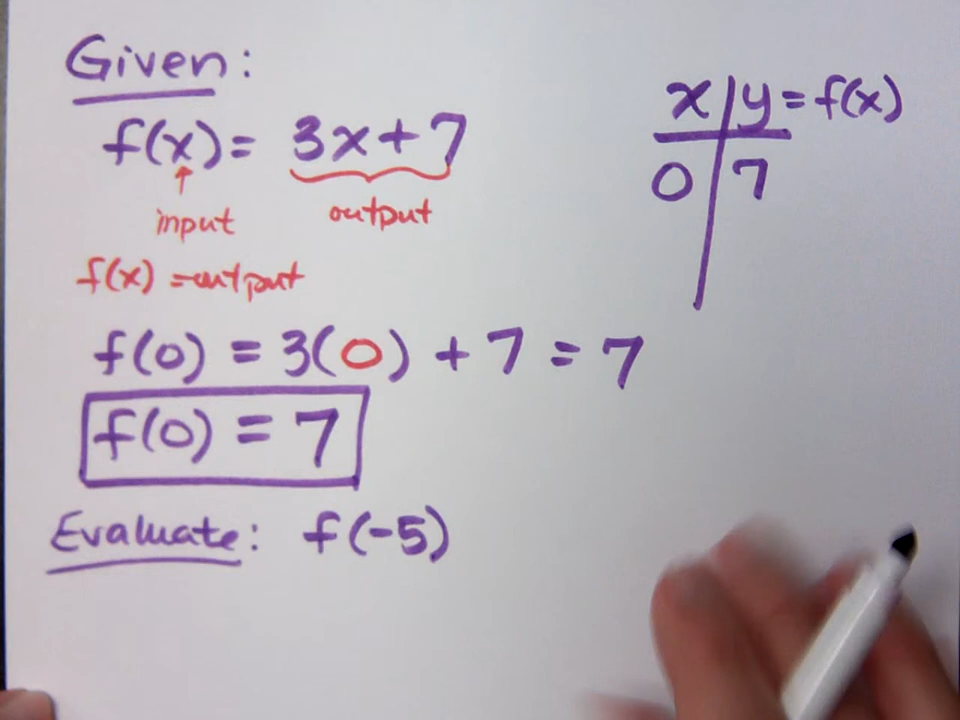 Given:
f(x) = 3x+7
input
output
f(x) = output
f(0) = 3(0) + 7 = 7
f(0) = 7
Evaluate: f(-5)
x | y = f(x)
0 | 7